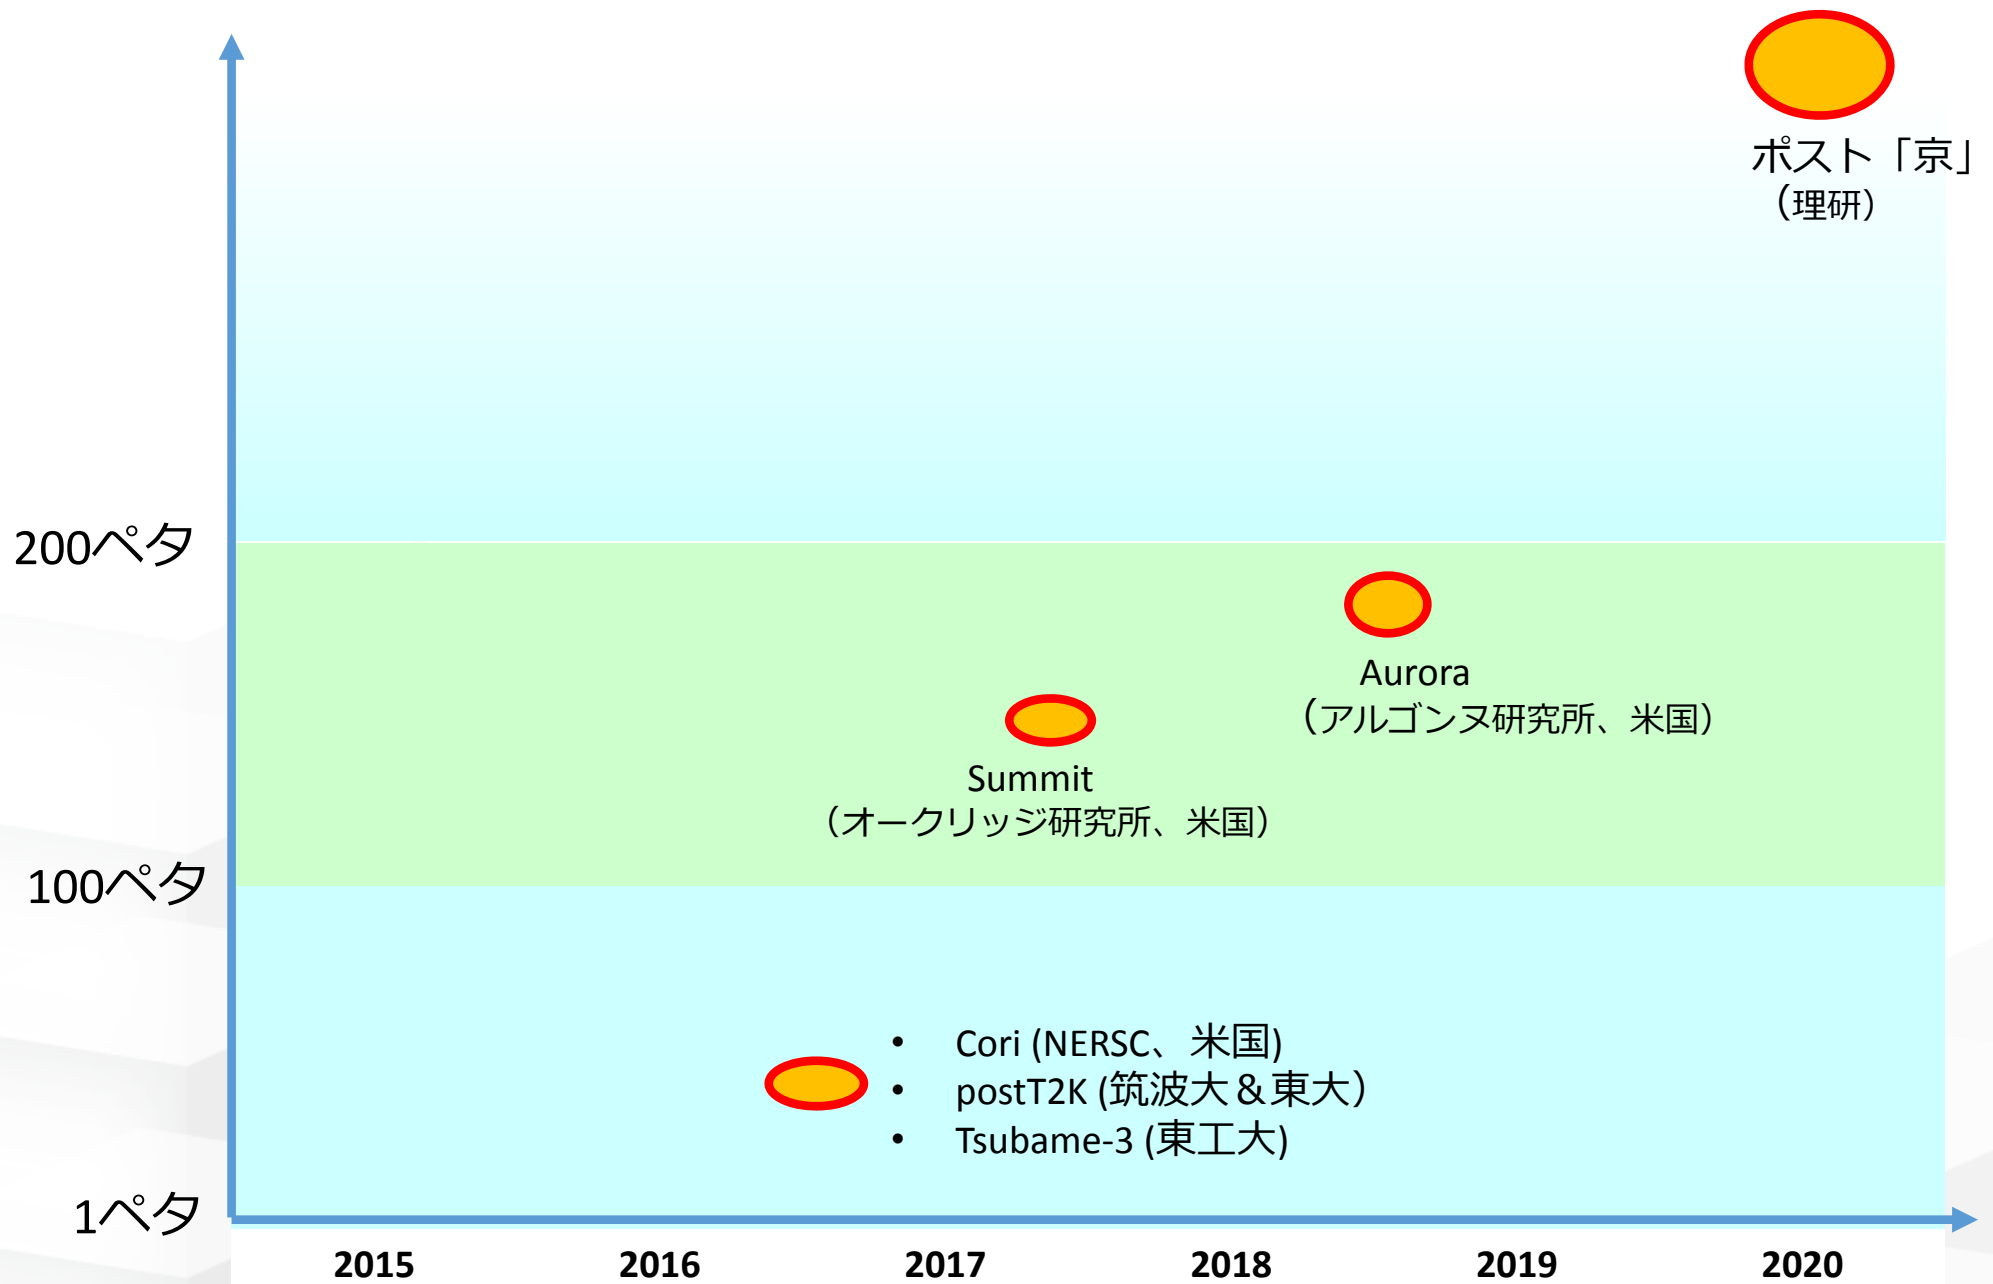 ポスト「京」
（理研）
200ペタ
Aurora
（アルゴンヌ研究所、米国）
Summit
（オークリッジ研究所、米国）
100ペタ
• Cori (NERSC、米国)
• postT2K (筑波大＆東大）
• Tsubame-3 (東工大)
1ペタ
2015 2016 2017 2018 2019 2020